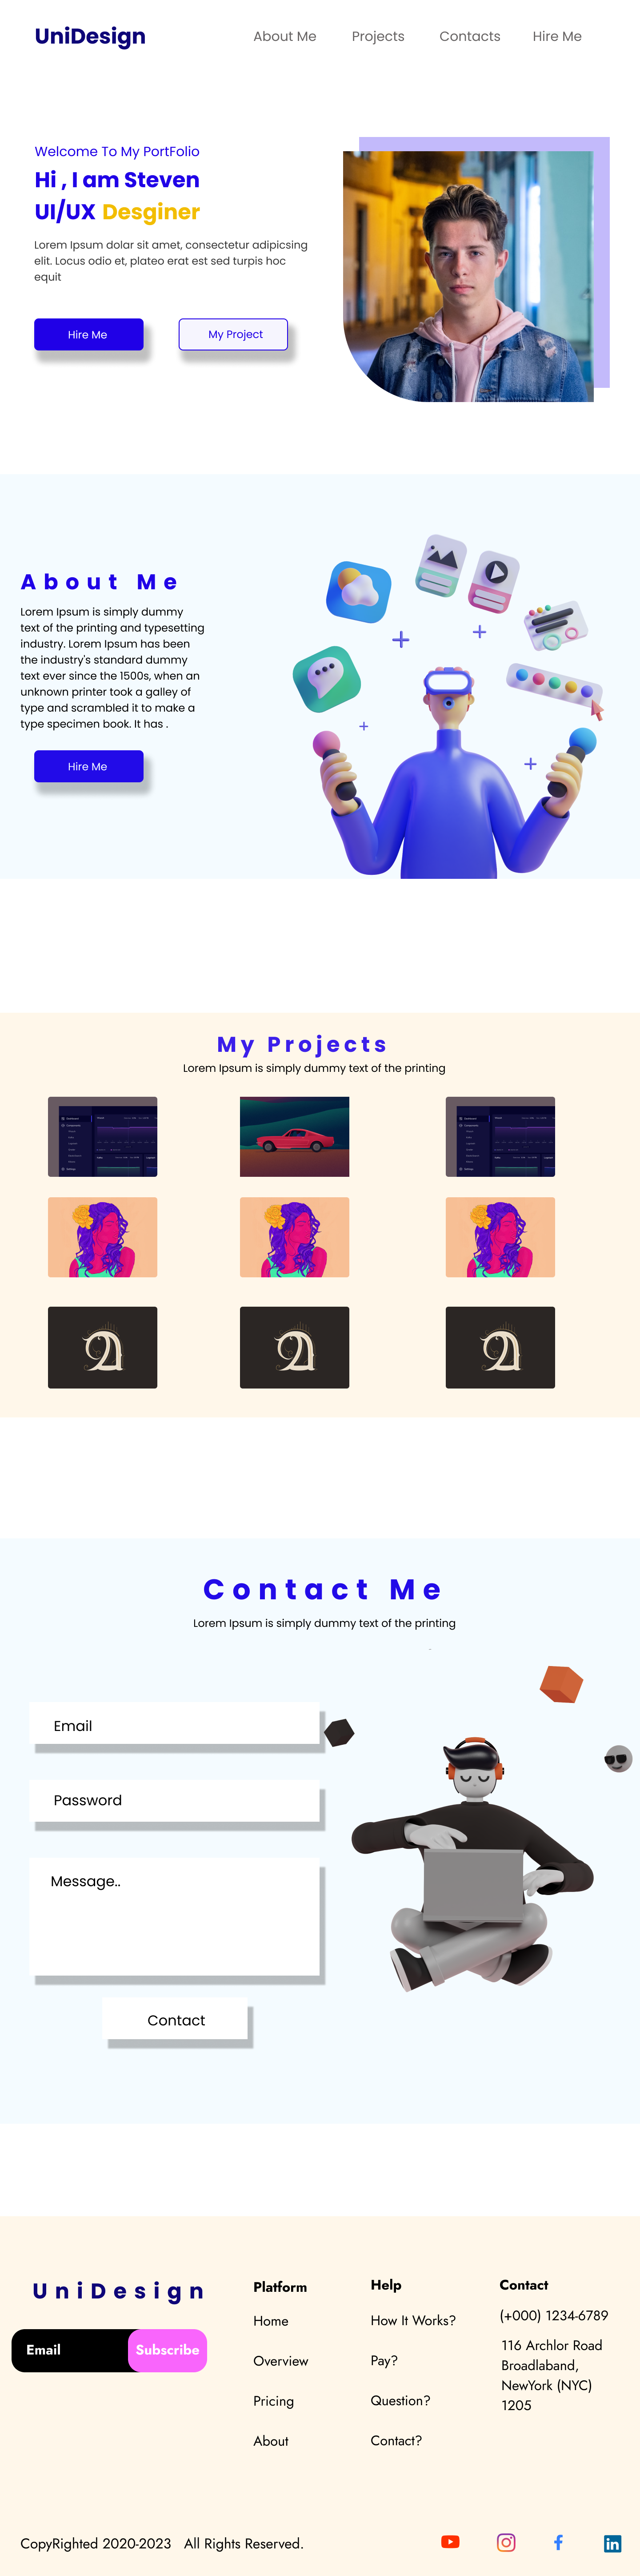 UniDesign
About Me
Projects
Contacts
Hire Me
Welcome To My PortFolio
Hi , I am Steven
UI/UX Desginer
Lorem Ipsum dolar sit amet, consectetur adipicsing
elit. Locus odio et, plateo erat est sed turpis hoc
equit
Hire Me
My Project
About Me
Lorem Ipsum is simply dummy
text of the printing and typesetting
industry. Lorem Ipsum has been
the industry's standard dummy
text ever since the 1500s, when an
unknown printer took a galley of
type and scrambled it to make a
type specimen book. It has .
Hire Me
My Projects
Lorem Ipsum is simply dummy text of the printing
Contact Me
Lorem Ipsum is simply dummy text of the printing
Email
Password
Message..
Contact
UniDesign
Email
Subscribe
Platform
Home
Overview
Pricing
About
Help
How It Works?
Pay?
Question?
Contact?
Contact
(+000) 1234-6789
116 Archlor Road
Broadlaband,
NewYork (NYC)
1205
CopyRighted 2020-2023 All Rights Reserved.